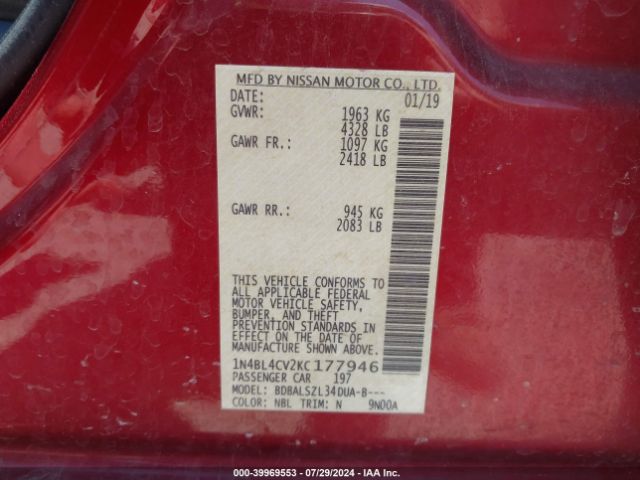 MFD BY NISSAN MOTOR CO., LTD.
DATE: 01/19
GVWR: 1963 KG
4328 LB
GAWR FR.: 1097 KG
2418 LB
GAWR RR.: 945 KG
2083 LB
THIS VEHICLE CONFORMS TO
ALL APPLICABLE FEDERAL
MOTOR VEHICLE SAFETY,
BUMPER, AND THEFT
PREVENTION STANDARDS IN
EFFECT ON THE DATE OF
MANUFACTURE SHOWN ABOVE.
1N4BL4CV2KC177946
PASSENGER CAR 197
MODEL: BDBALSZL34DUA-B---
COLOR: NBL TRIM: N 9N00A
000-39969553 / 07/29/2024 - IAA Inc.